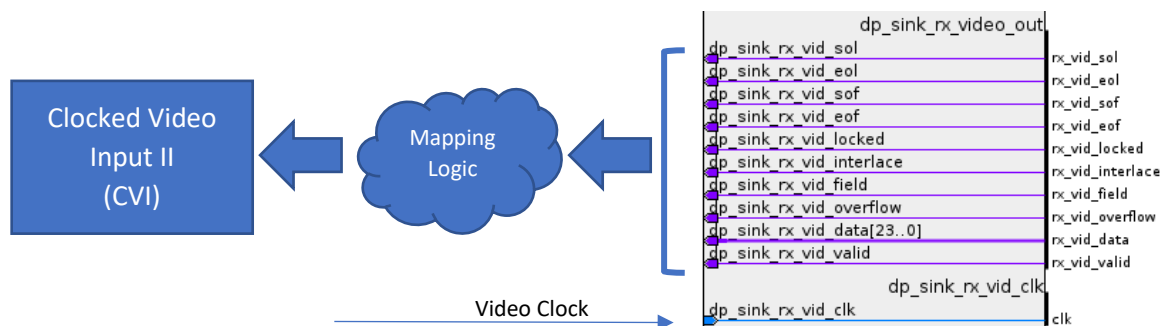 Clocked Video
Input II
(CVI)
Mapping
Logic
dp_sink_rx_video_out
dp_sink_rx_vid_sol
rx_vid_sol
dp_sink_rx_vid_eol
rx_vid_eol
dp_sink_rx_vid_sof
rx_vid_sof
dp_sink_rx_vid_eof
rx_vid_eof
dp_sink_rx_vid_locked
rx_vid_locked
dp_sink_rx_vid_interlace
rx_vid_interlace
dp_sink_rx_vid_field
rx_vid_field
dp_sink_rx_vid_overflow
rx_vid_overflow
dp_sink_rx_vid_data[23..0]
rx_vid_data
dp_sink_rx_vid_valid
rx_vid_valid
dp_sink_rx_vid_clk
Video Clock
dp_sink_rx_vid_clk
clk